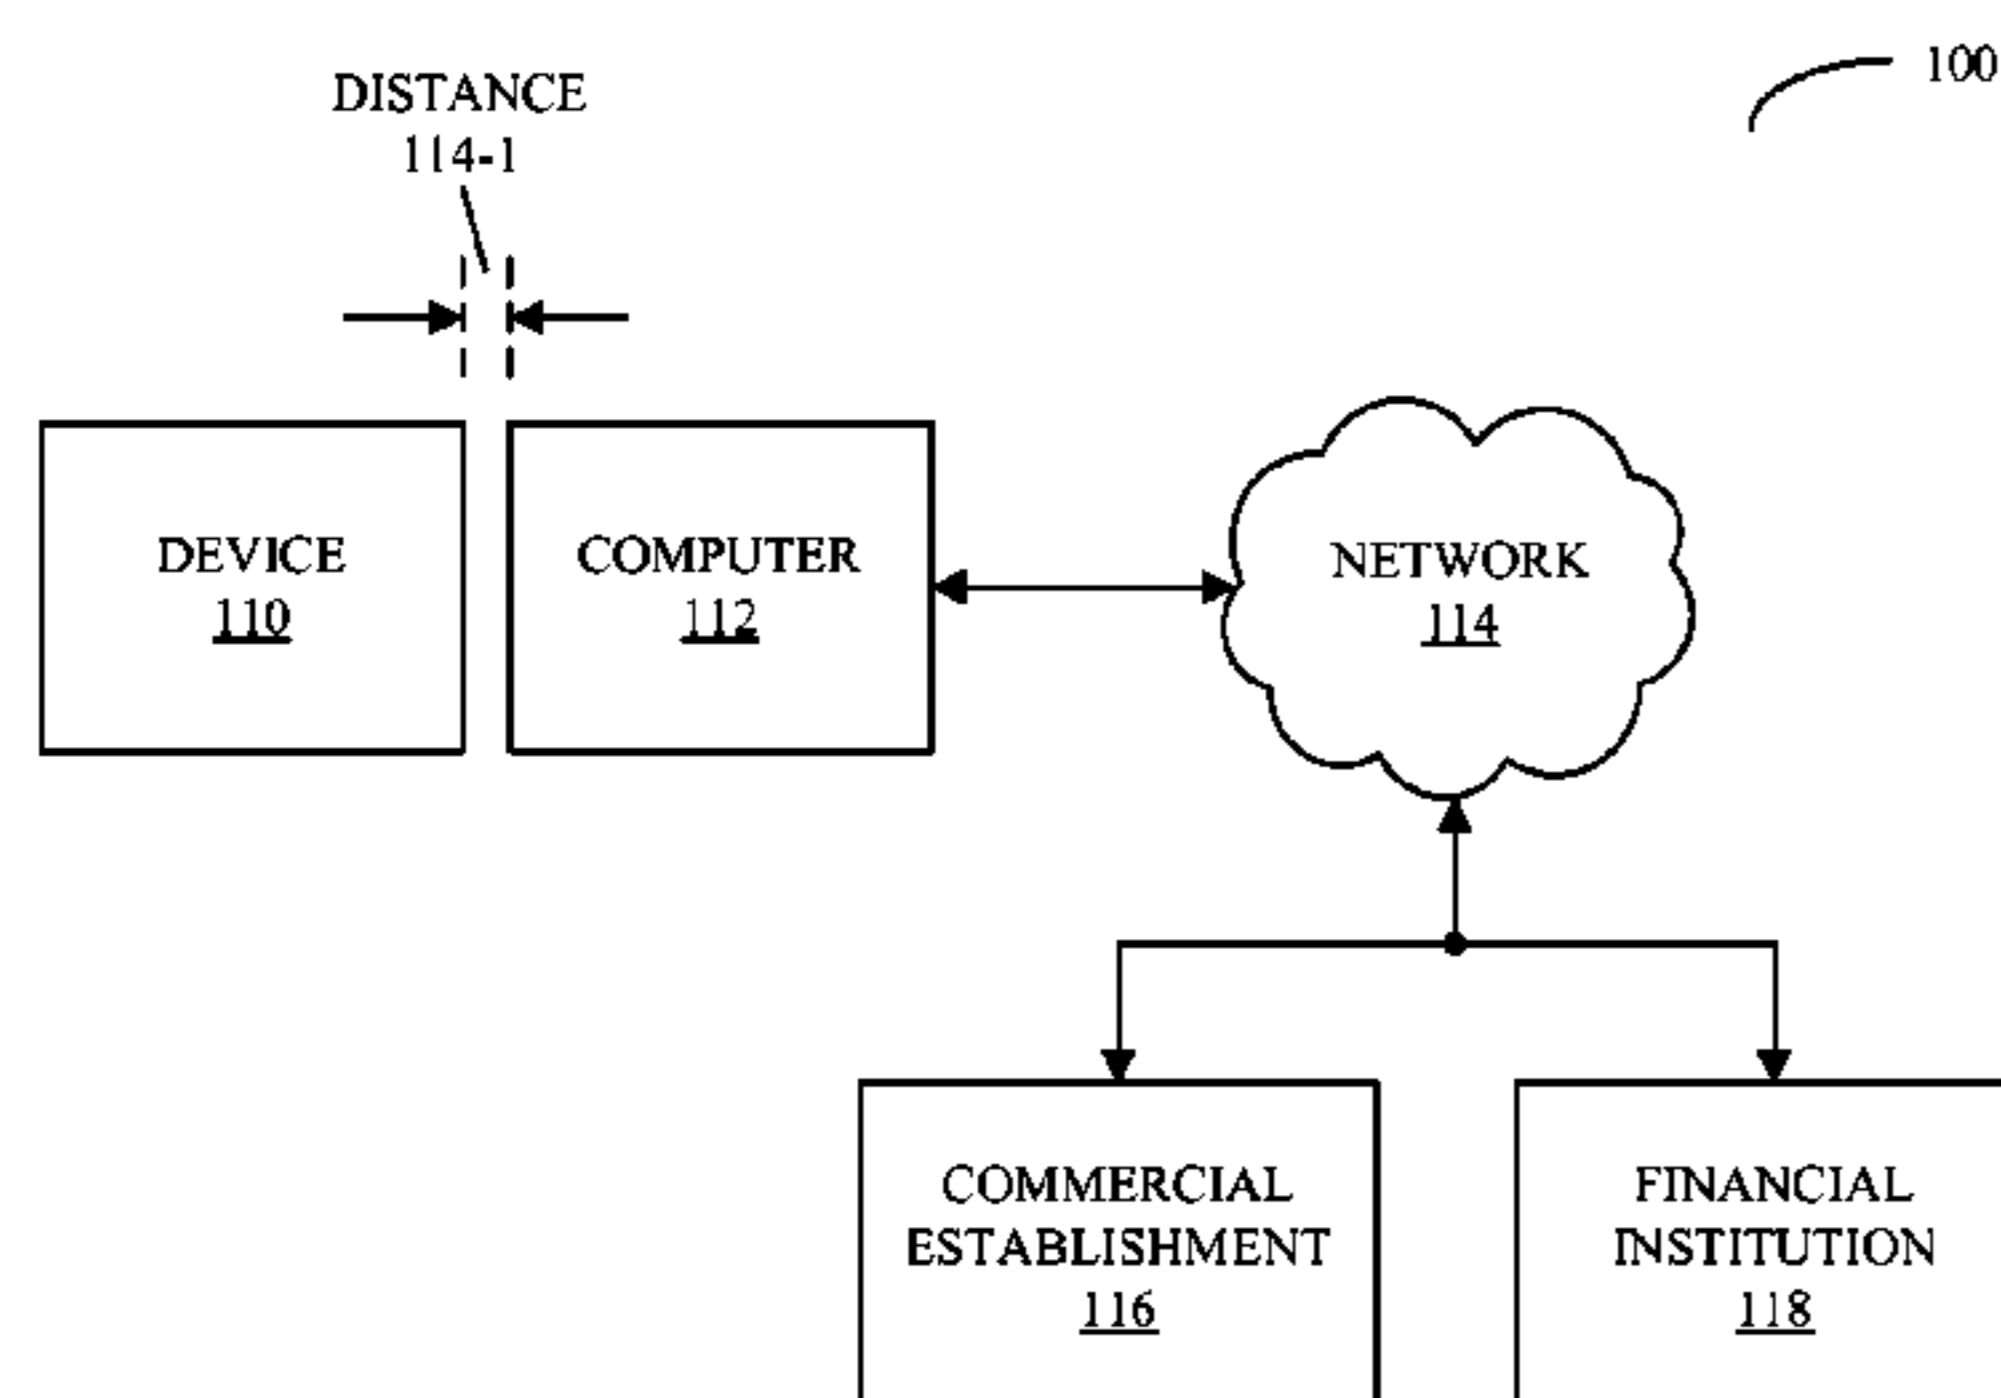 100
DISTANCE
114-1
DEVICE
110
COMPUTER
112
NETWORK
114
COMMERCIAL
ESTABLISHMENT
116
FINANCIAL
INSTITUTION
118